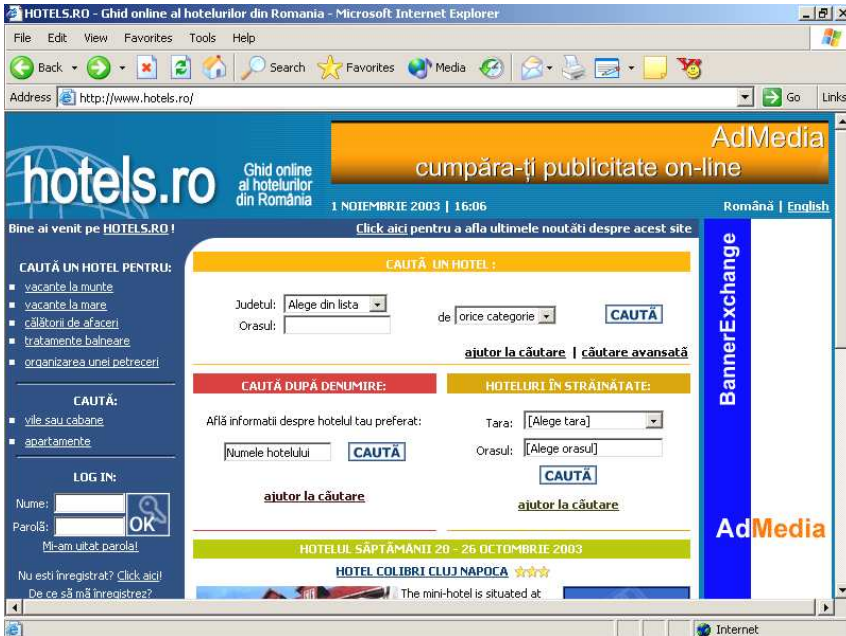 HOTELS.RO - Ghid online al hotelurilor din Romania - Microsoft Internet Explorer
File Edit View Favorites Tools Help
Back Search Favorites Media
Address http://www.hotels.ro/ Go Links
hotels.ro
Ghid online
al hotelurilor
din România
AdMedia
cumpăra-ți publicitate on-line
1 NOIEMBRIE 2003 | 16:06
Română | English
Bine ai venit pe HOTELS.RO !
Click aici pentru a afla ultimele noutăti despre acest site
CAUTĂ UN HOTEL PENTRU:
vacante la munte
vacante la mare
călătorii de afaceri
tratamente balneare
organizarea unei petreceri
CAUTĂ:
vile sau cabane
apartamente
LOG IN:
Nume:
Parolă:
OK
Mi-am uitat parola!
Nu esti înregistrat? Click aici!
De ce să mă înregistrez?
CAUTĂ UN HOTEL :
Judetul: Alege din lista
Orasul:
de orice categorie
CAUTĂ
ajutor la căutare | căutare avansată
CAUTĂ DUPĂ DENUMIRE:
Află informatii despre hotelul tau preferat:
Numele hotelului CAUTĂ
ajutor la căutare
HOTELURI ÎN STRĂINĂTATE:
Tara: [Alege tara]
Orasul: [Alege orasul]
CAUTĂ
ajutor la căutare
HOTELUL SĂPTĂMÂNII 20 - 26 OCTOMBRIE 2003
HOTEL COLIBRI CLUJ NAPOCA
The mini-hotel is situated at
BannerExchange
AdMedia
Internet